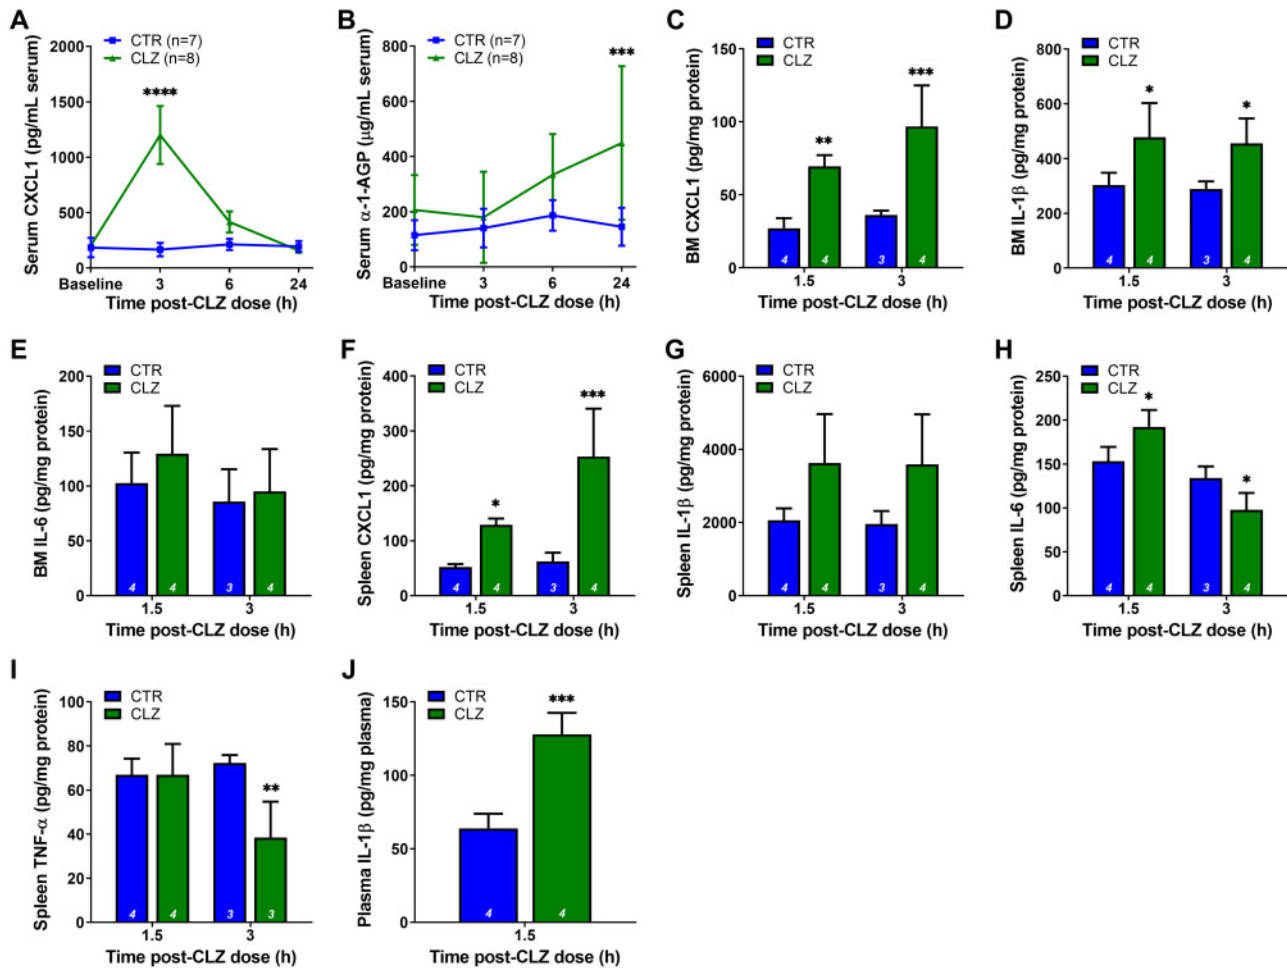 A
Serum CXCL1 (pg/mL serum)
2000
1500
1000
500
0
CTR (n=7)
CLZ (n=8)
****
Baseline 3 6 24
Time post-CLZ dose (h)
B
Serum α-1-AGP (μg/mL serum)
800
600
400
200
0
CTR (n=7)
CLZ (n=8)
***
Baseline 3 6 24
Time post-CLZ dose (h)
C
BM CXCL1 (pg/mg protein)
150
100
50
0
CTR
CLZ
**
***
4 4 3 4
1.5 3
Time post-CLZ dose (h)
D
BM IL-1β (pg/mg protein)
800
600
400
200
0
CTR
CLZ
*
*
4 4 3 4
1.5 3
Time post-CLZ dose (h)
E
BM IL-6 (pg/mg protein)
200
150
100
50
0
CTR
CLZ
4 4 3 4
1.5 3
Time post-CLZ dose (h)
F
Spleen CXCL1 (pg/mg protein)
400
300
200
100
0
CTR
CLZ
*
***
4 4 3 4
1.5 3
Time post-CLZ dose (h)
G
Spleen IL-1β (pg/mg protein)
6000
4000
2000
0
CTR
CLZ
4 4 3 4
1.5 3
Time post-CLZ dose (h)
H
Spleen IL-6 (pg/mg protein)
250
200
150
100
50
0
CTR
CLZ
*
*
4 4 3 4
1.5 3
Time post-CLZ dose (h)
I
Spleen TNF-α (pg/mg protein)
100
80
60
40
20
0
CTR
CLZ
**
4 4 3 3
1.5 3
Time post-CLZ dose (h)
J
Plasma IL-1β (pg/mg plasma)
150
100
50
0
CTR
CLZ
***
4 4
1.5
Time post-CLZ dose (h)